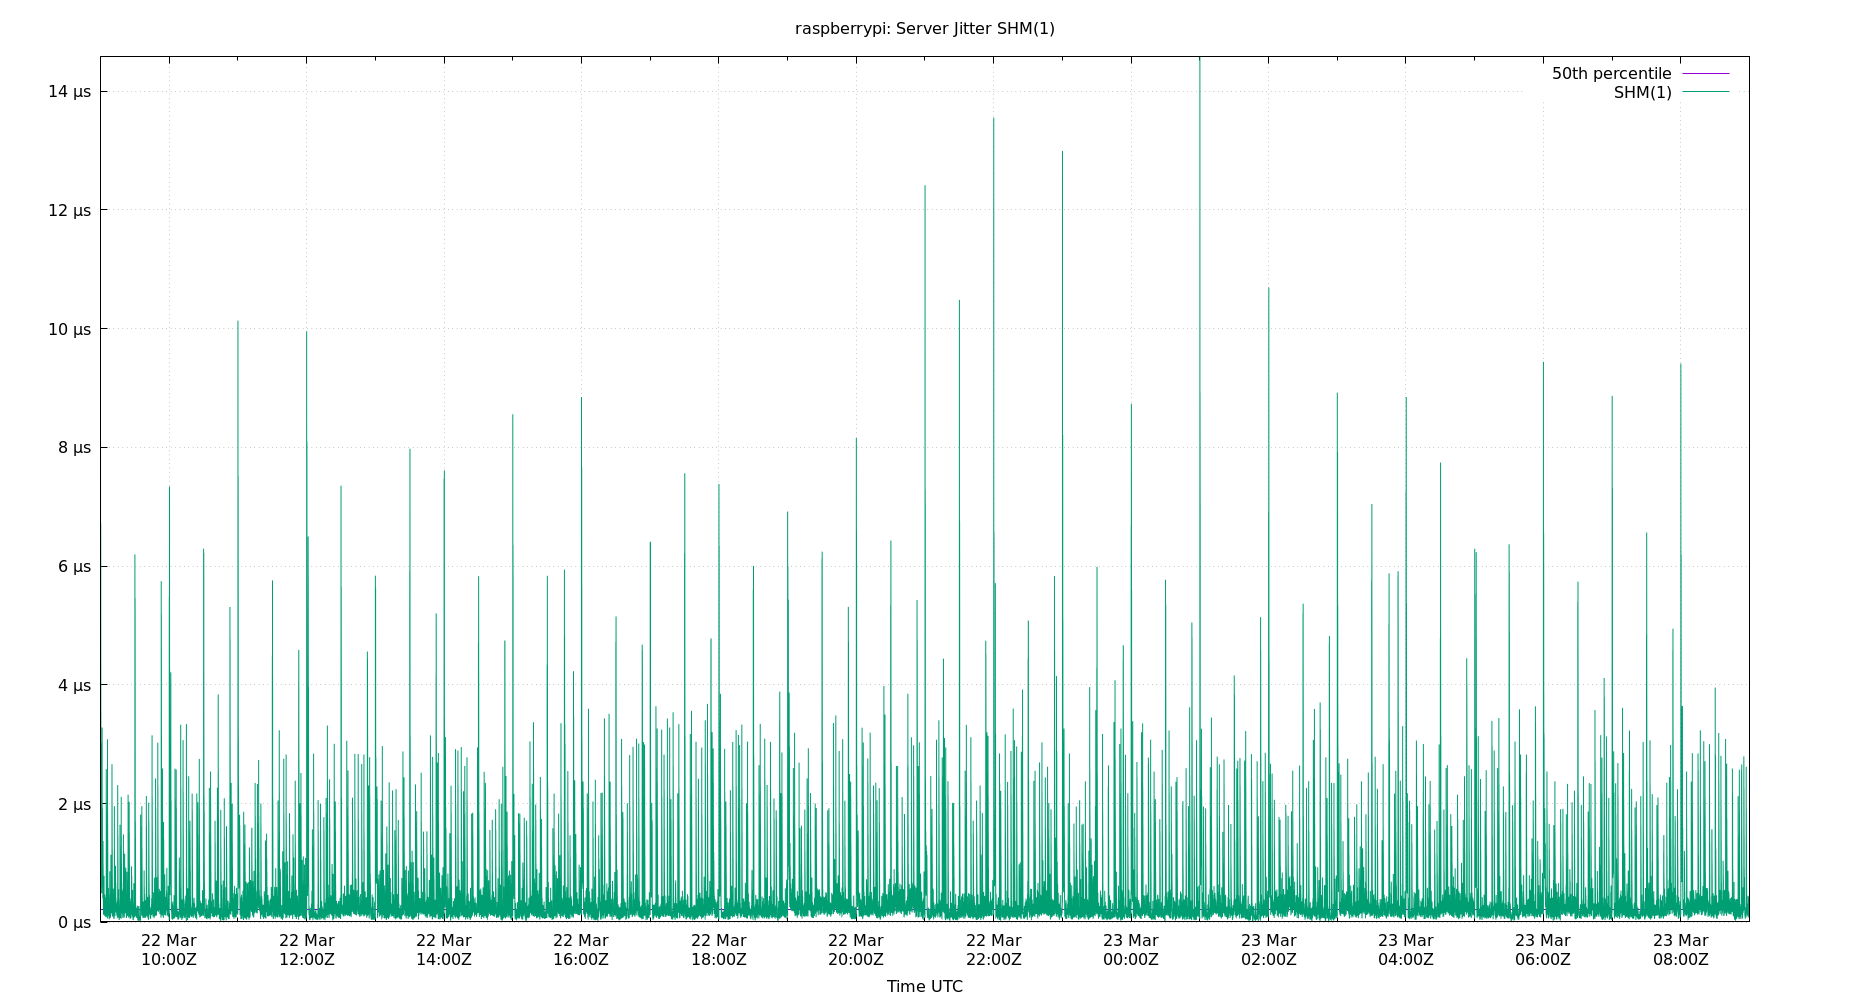 raspberrypi: Server Jitter SHM(1)
50th percentile
SHM(1)
14 µs
12 µs
10 µs
8 µs
6 µs
4 µs
2 µs
0 µs
22 Mar 22 Mar 22 Mar 22 Mar 22 Mar 22 Mar 22 Mar 23 Mar 23 Mar 23 Mar 23 Mar 23 Mar
10:00Z 12:00Z 14:00Z 16:00Z 18:00Z 20:00Z 22:00Z 00:00Z 02:00Z 04:00Z 06:00Z 08:00Z
Time UTC